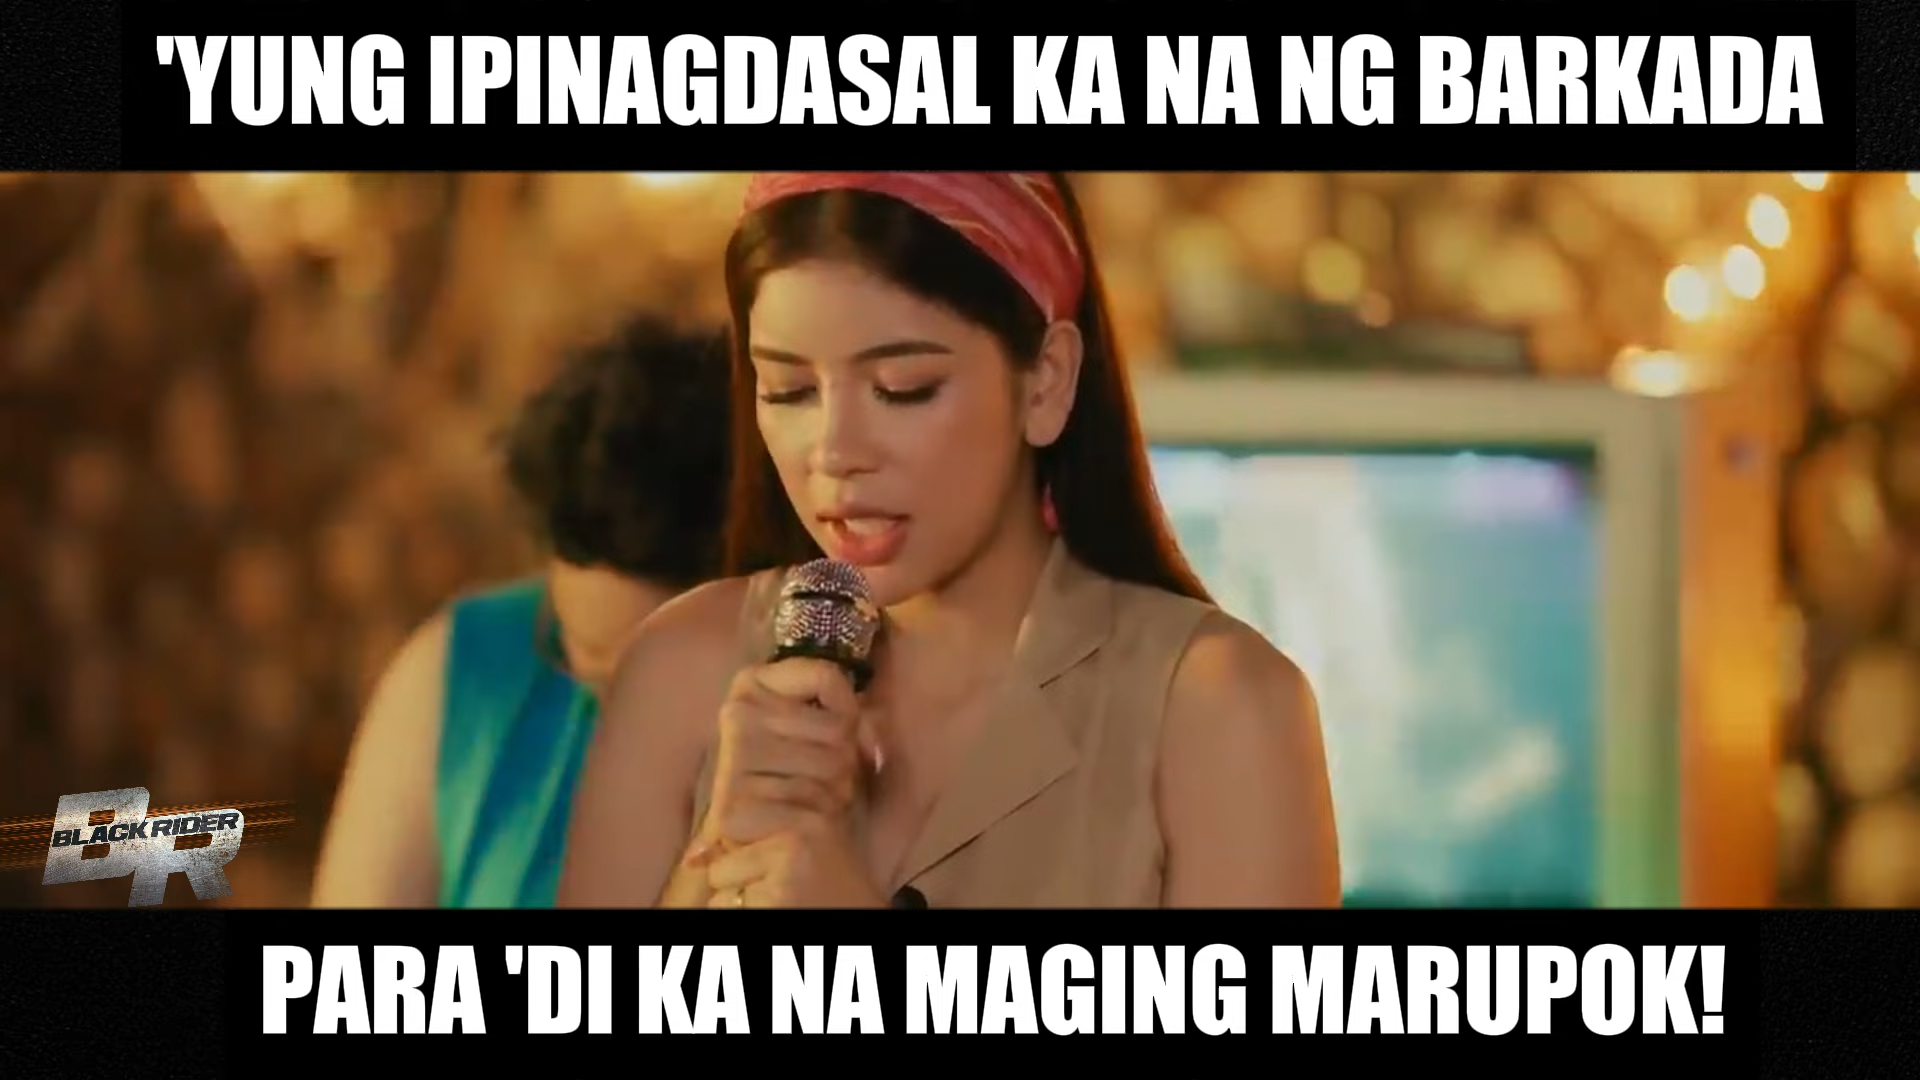 'YUNG IPINAGDASAL KA NA NG BARKADA
BR
BLACK RIDER
PARA 'DI KA NA MAGING MARUPOK!